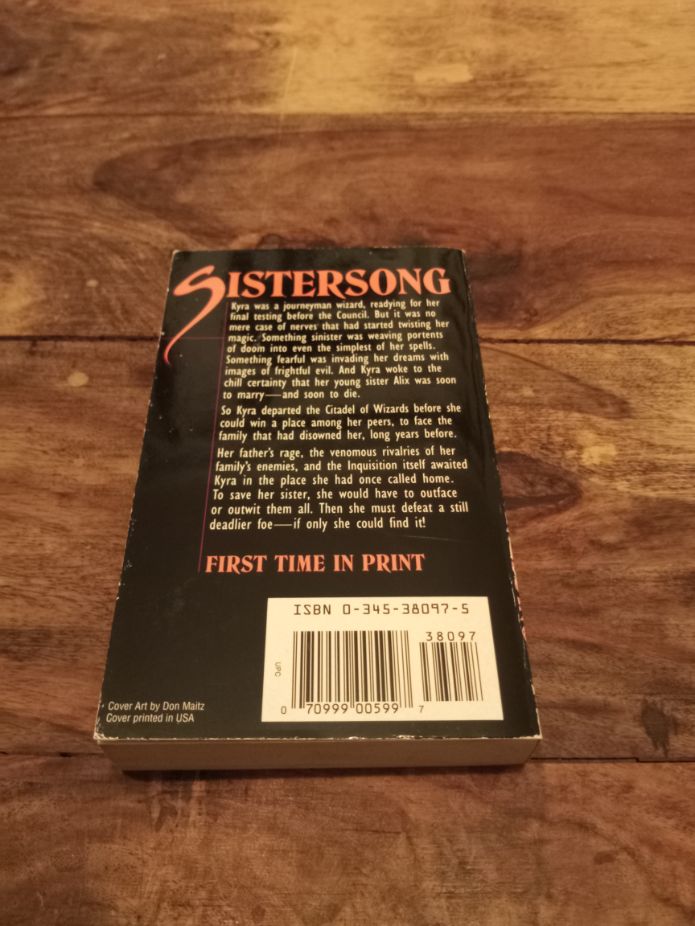 SISTERSONG
Kyra was a journeyman wizard, readying for her
final testing before the Council. But it was no
mere case of nerves that had started twisting her
magic. Something sinister was weaving portents
of doom into even the simplest of her spells.
Something fearful was invading her dreams with
images of frightful evil. And Kyra woke to the
chill certainty that her young sister Alix was soon
to marry—and soon to die.
So Kyra departed the Citadel of Wizards before she
could win a place among her peers, to face the
family that had disowned her, long years before.
Her father's rage, the venomous rivalries of her
family's enemies, and the Inquisition itself awaited
Kyra in the place she had once called home.
To save her sister, she would have to outface
or outwit them all. Then she must defeat a still
deadlier foe—if only she could find it!
FIRST TIME IN PRINT
ISBN 0-345-38097-5
38097
UPC
0 70999 00599 7
Cover Art by Don Maitz
Cover printed in USA